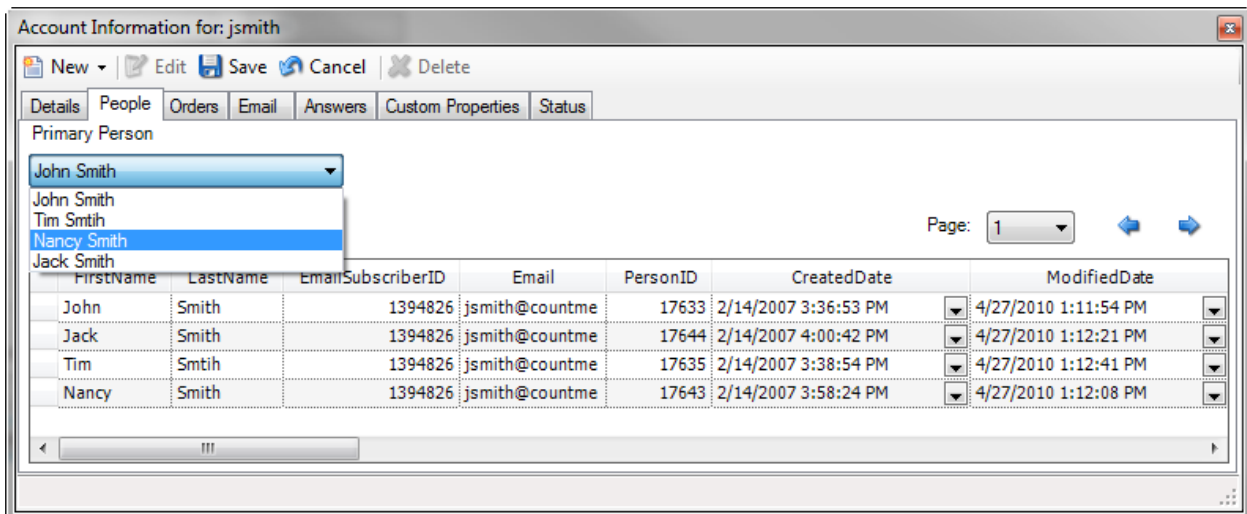 Account Information for: jsmith
New Edit Save Cancel Delete
Details People Orders Email Answers Custom Properties Status
Primary Person
John Smith
John Smith
Tim Smtih
Nancy Smith
Jack Smith
Page: 1
FirstName LastName EmailSubscriberID Email PersonID CreatedDate ModifiedDate
John Smith 1394826 jsmith@countme 17633 2/14/2007 3:36:53 PM 4/27/2010 1:11:54 PM
Jack Smith 1394826 jsmith@countme 17644 2/14/2007 4:00:42 PM 4/27/2010 1:12:21 PM
Tim Smtih 1394826 jsmith@countme 17635 2/14/2007 3:38:54 PM 4/27/2010 1:12:41 PM
Nancy Smith 1394826 jsmith@countme 17643 2/14/2007 3:58:24 PM 4/27/2010 1:12:08 PM